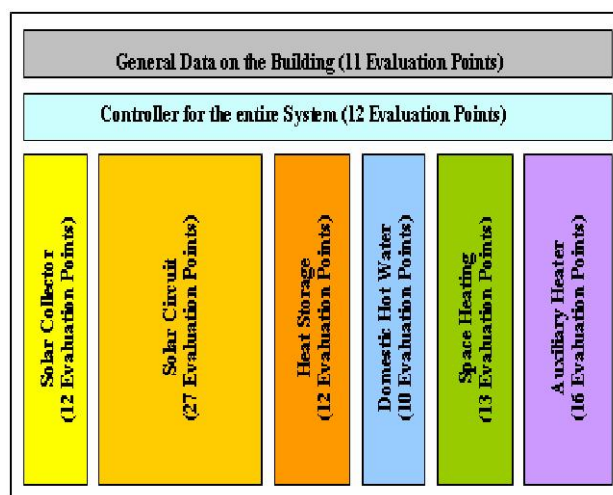 General Data on the Building (11 Evaluation Points)
Controller for the entire System (12 Evaluation Points)
Solar Collector
(12 Evaluation Points)
Solar Circuit
(27 Evaluation Points)
Heat Storage
(12 Evaluation Points)
Domestic Hot Water
(10 Evaluation Points)
Space Heating
(13 Evaluation Points)
Auxiliary Heater
(16 Evaluation Points)